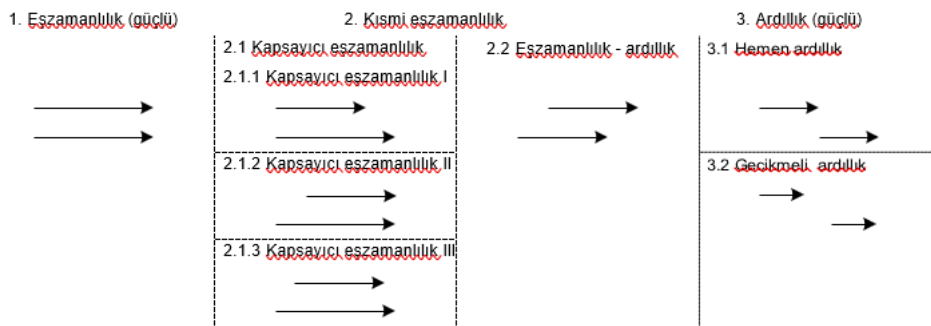 1. Eşzamanlılık (güçlü)
2. Kısmi eşzamanlılık
3. Ardıllık (güçlü)
2.1 Kapsayıcı eşzamanlılık
2.2 Eşzamanlılık - ardıllık
3.1 Hemen ardıllık
2.1.1 Kapsayıcı eşzamanlılık I
2.1.2 Kapsayıcı eşzamanlılık II
3.2 Gecikmeli ardıllık
2.1.3 Kapsayıcı eşzamanlılık III